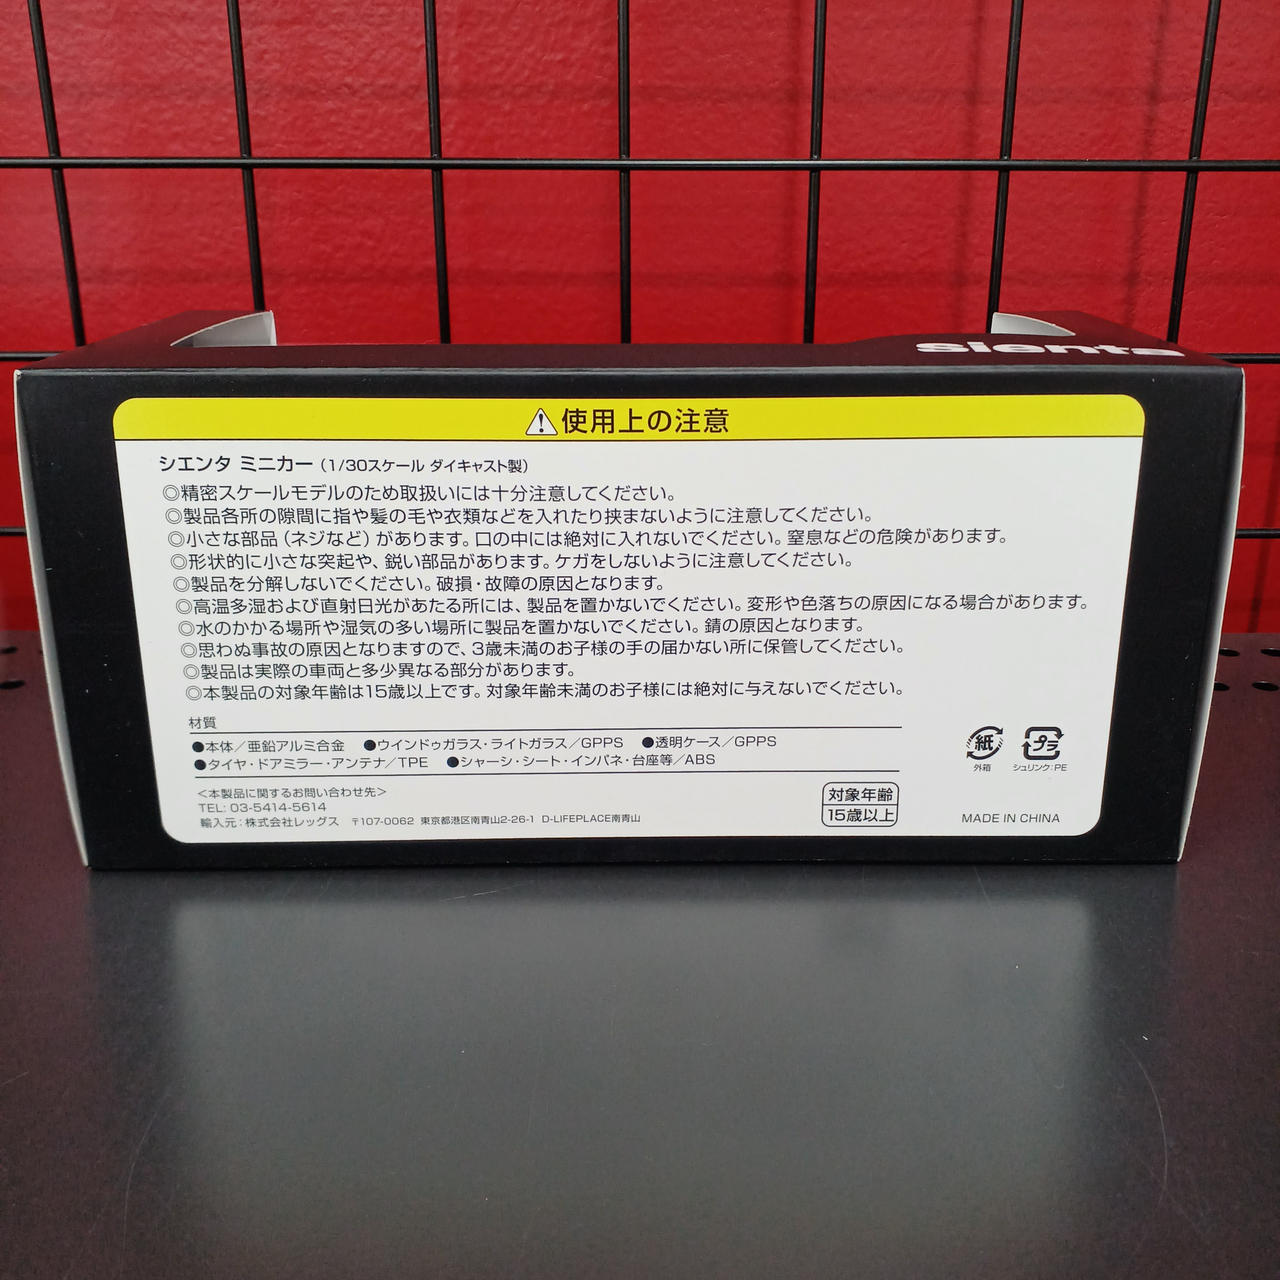 sienta
⚠使用上の注意
シエンタ ミニカー（1/30スケール ダイキャスト製）
◎精密スケールモデルのため取扱いには十分注意してください。
◎製品各所の隙間に指や髪の毛や衣類などを入れたり挟まないように注意してください。
◎小さな部品（ネジなど）があります。口の中には絶対に入れないでください。窒息などの危険があります。
◎形状的に小さな突起や、鋭い部品があります。ケガをしないように注意してください。
◎製品を分解しないでください。破損・故障の原因となります。
◎高温多湿および直射日光があたる所には、製品を置かないでください。変形や色落ちの原因になる場合があります。
◎水のかかる場所や湿気の多い場所に製品を置かないでください。錆の原因となります。
◎思わぬ事故の原因となりますので、3歳未満のお子様の手の届かない所に保管してください。
◎製品は実際の車両と多少異なる部分があります。
◎本製品の対象年齢は15歳以上です。対象年齢未満のお子様には絶対に与えないでください。
材質
●本体／亜鉛アルミ合金 ●ウインドゥガラス・ライトガラス／GPPS ●透明ケース／GPPS
●タイヤ・ドアミラー・アンテナ／TPE ●シャーシ・シート・インパネ・台座等／ABS
紙
外箱
プラ
シュリンク:PE
＜本製品に関するお問い合わせ先＞
TEL: 03-5414-5614
輸入元：株式会社レッグス 〒107-0062 東京都港区南青山2-26-1 D-LIFEPLACE南青山
対象年齢
15歳以上
MADE IN CHINA